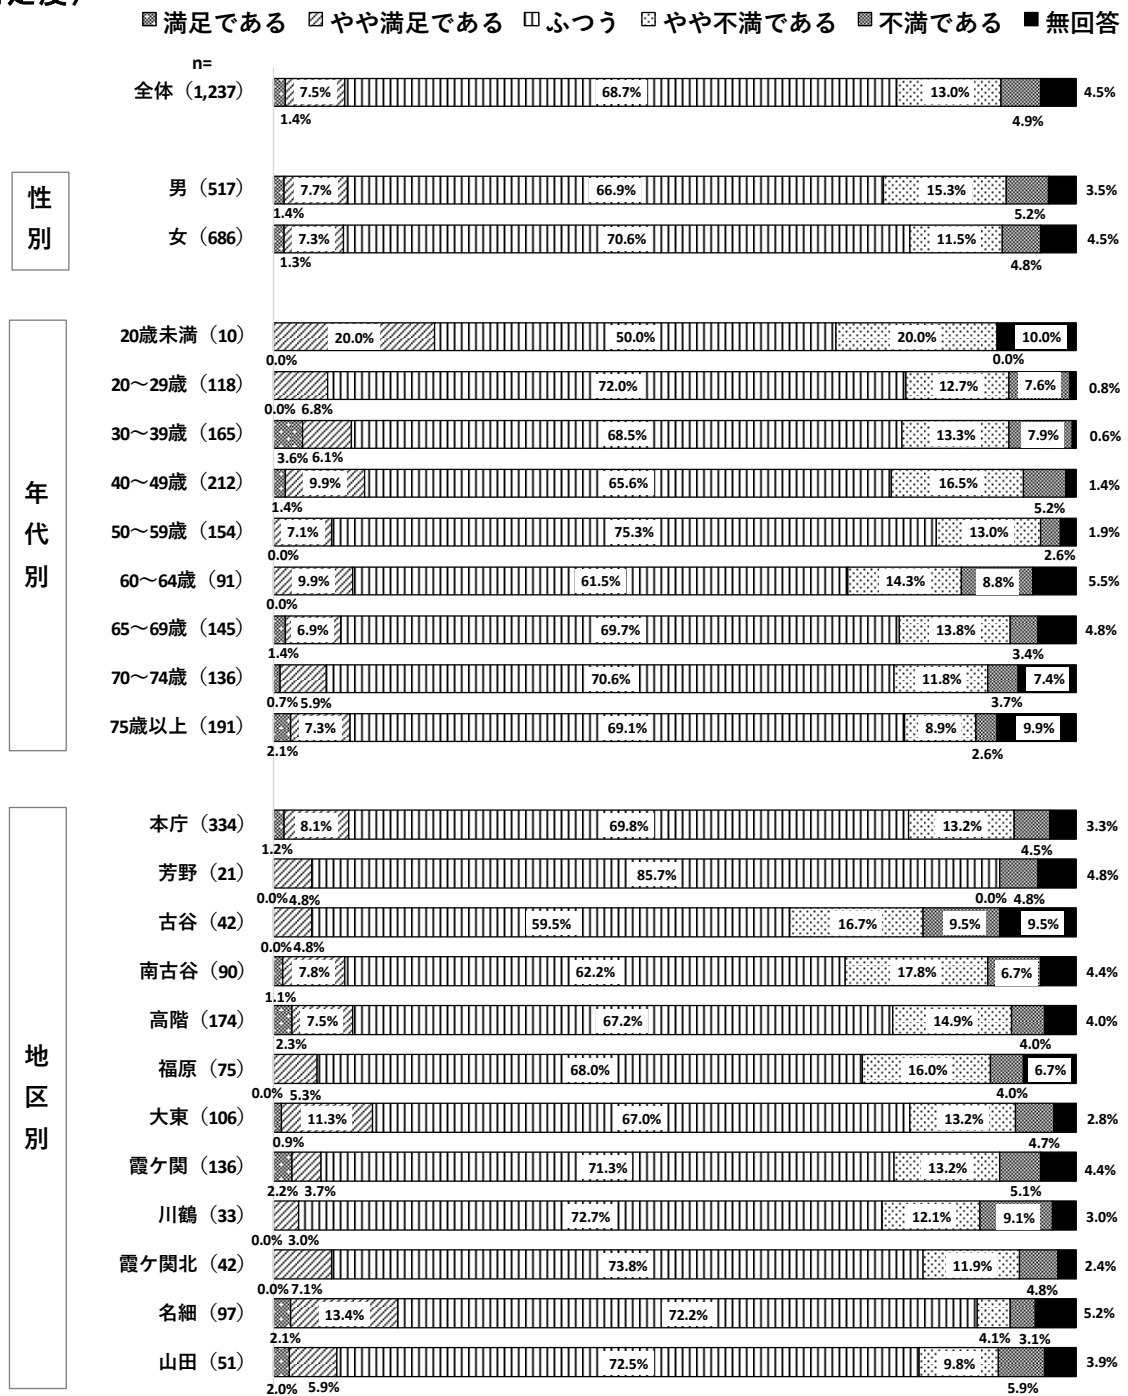 満足である やや満足である ふつう やや不満である 不満である 無回答
n=
全体（1,237） 7.5% 68.7% 13.0% 4.5%
1.4% 4.9%
性別
男（517） 7.7% 66.9% 15.3% 3.5%
1.4% 5.2%
女（686） 7.3% 70.6% 11.5% 4.5%
1.3% 4.8%
年代別
20歳未満（10） 20.0% 50.0% 20.0% 10.0%
0.0% 0.0%
20～29歳（118） 72.0% 12.7% 7.6% 0.8%
0.0% 6.8%
30～39歳（165） 68.5% 13.3% 7.9% 0.6%
3.6% 6.1%
40～49歳（212） 9.9% 65.6% 16.5% 1.4%
1.4% 5.2%
50～59歳（154） 7.1% 75.3% 13.0% 1.9%
0.0% 2.6%
60～64歳（91） 9.9% 61.5% 14.3% 8.8% 5.5%
0.0%
65～69歳（145） 6.9% 69.7% 13.8% 4.8%
1.4% 3.4%
70～74歳（136） 70.6% 11.8% 7.4%
0.7% 5.9% 3.7%
75歳以上（191） 7.3% 69.1% 8.9% 9.9%
2.1% 2.6%
地区別
本庁（334） 8.1% 69.8% 13.2% 3.3%
1.2% 4.5%
芳野（21） 85.7% 4.8%
0.0% 4.8% 0.0% 4.8%
古谷（42） 59.5% 16.7% 9.5% 9.5%
0.0% 4.8%
南古谷（90） 7.8% 62.2% 17.8% 6.7% 4.4%
1.1%
高階（174） 7.5% 67.2% 14.9% 4.0%
2.3% 4.0%
福原（75） 68.0% 16.0% 6.7%
0.0% 5.3% 4.0%
大東（106） 11.3% 67.0% 13.2% 2.8%
0.9% 4.7%
霞ケ関（136） 71.3% 13.2% 4.4%
2.2% 3.7% 5.1%
川鶴（33） 72.7% 12.1% 9.1% 3.0%
0.0% 3.0%
霞ケ関北（42） 73.8% 11.9% 2.4%
0.0% 7.1% 4.8%
名細（97） 13.4% 72.2% 5.2%
2.1% 4.1% 3.1%
山田（51） 72.5% 9.8% 3.9%
2.0% 5.9% 5.9%